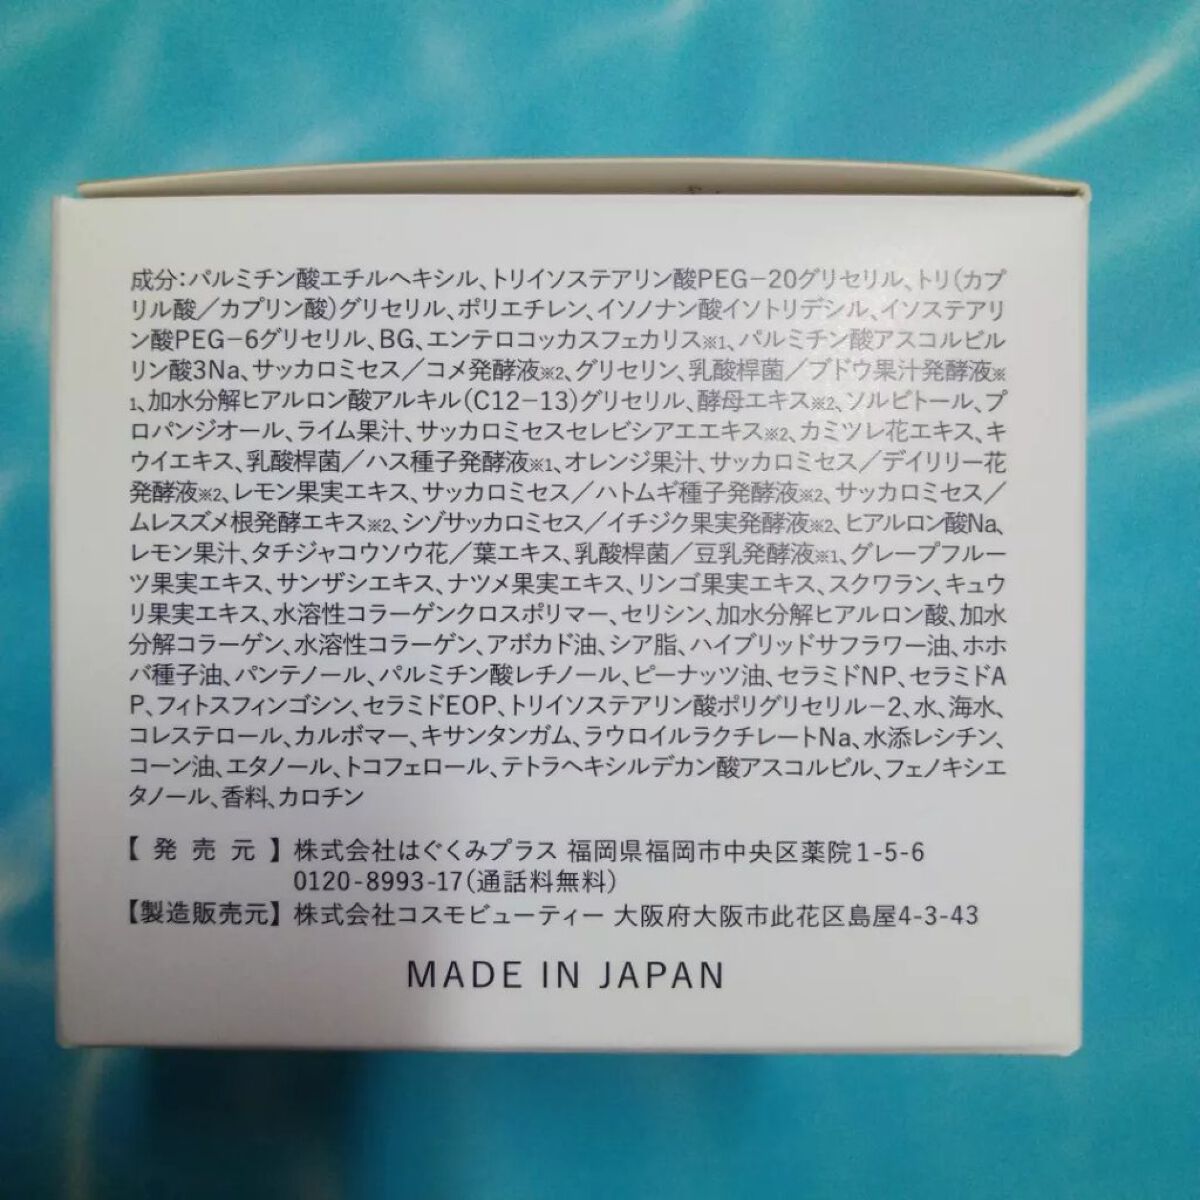 成分:パルミチン酸エチルヘキシル、トリイソステアリン酸PEG−20グリセリル、トリ(カプ
リル酸／カプリン酸)グリセリル、ポリエチレン、イソノナン酸イソトリデシル、イソステアリ
ン酸PEG−6グリセリル、BG、エンテロコッカスフェカリス※1、パルミチン酸アスコルビル
リン酸3Na、サッカロミセス／コメ発酵液※2、グリセリン、乳酸桿菌／ブドウ果汁発酵液※
1、加水分解ヒアルロン酸アルキル(C12−13)グリセリル、酵母エキス※2、ソルビトール、プ
ロパンジオール、ライム果汁、サッカロミセスセレビシアエエキス※2、カミツレ花エキス、キ
ウイエキス、乳酸桿菌／ハス種子発酵液※1、オレンジ果汁、サッカロミセス／デイリリー花
発酵液※2、レモン果実エキス、サッカロミセス／ハトムギ種子発酵液※2、サッカロミセス／
ムレスズメ根発酵エキス※2、シゾサッカロミセス／イチジク果実発酵液※2、ヒアルロン酸Na、
レモン果汁、タチジャコウソウ花／葉エキス、乳酸桿菌／豆乳発酵液※1、グレープフルー
ツ果実エキス、サンザシエキス、ナツメ果実エキス、リンゴ果実エキス、スクワラン、キュウ
リ果実エキス、水溶性コラーゲンクロスポリマー、セリシン、加水分解ヒアルロン酸、加水
分解コラーゲン、水溶性コラーゲン、アボカド油、シア脂、ハイブリッドサフラワー油、ホホ
バ種子油、パンテノール、パルミチン酸レチノール、ピーナッツ油、セラミドNP、セラミドA
P、フィトスフィンゴシン、セラミドEOP、トリイソステアリン酸ポリグリセリル−2、水、海水、
コレステロール、カルボマー、キサンタンガム、ラウロイルラクチレートNa、水添レシチン、
コーン油、エタノール、トコフェロール、テトラヘキシルデカン酸アスコルビル、フェノキシエ
タノール、香料、カロチン
【 発 売 元 】株式会社はぐくみプラス 福岡県福岡市中央区薬院1-5-6
0120-8993-17(通話料無料)
【製造販売元】株式会社コスモビューティー 大阪府大阪市此花区島屋4-3-43
MADE IN JAPAN